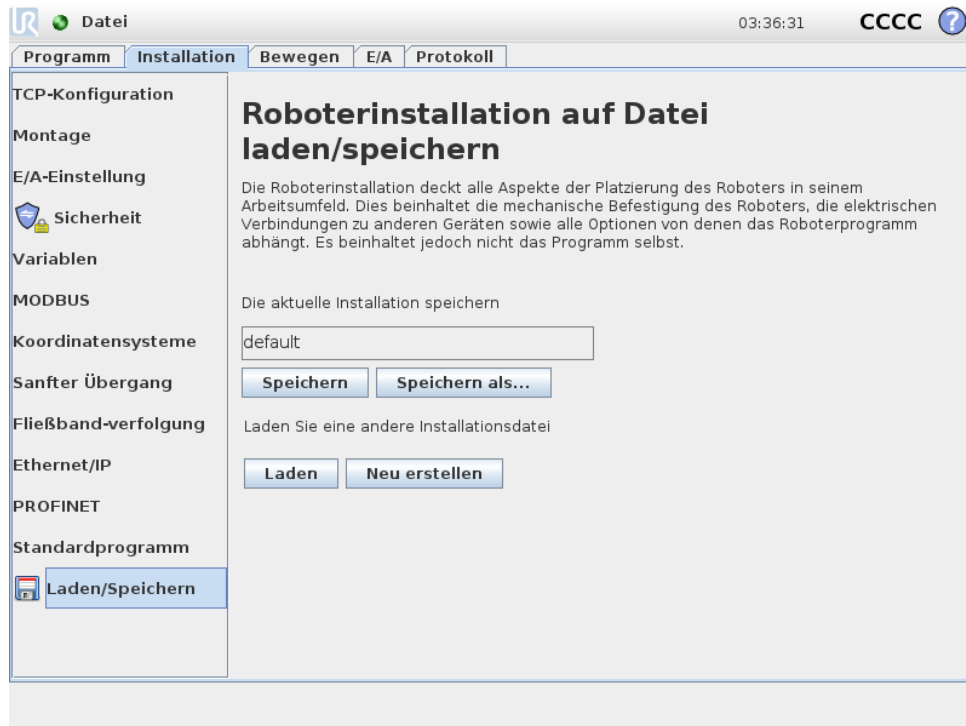 UR Datei 03:36:31 CCCC ?
Programm Installation Bewegen E/A Protokoll
TCP-Konfiguration
Montage
E/A-Einstellung
Sicherheit
Variablen
MODBUS
Koordinatensysteme
Sanfter Übergang
Fließband-verfolgung
Ethernet/IP
PROFINET
Standardprogramm
Laden/Speichern
Roboterinstallation auf Datei
laden/speichern
Die Roboterinstallation deckt alle Aspekte der Platzierung des Roboters in seinem
Arbeitsumfeld. Dies beinhaltet die mechanische Befestigung des Roboters, die elektrischen
Verbindungen zu anderen Geräten sowie alle Optionen von denen das Roboterprogramm
abhängt. Es beinhaltet jedoch nicht das Programm selbst.
Die aktuelle Installation speichern
default
Speichern Speichern als...
Laden Sie eine andere Installationsdatei
Laden Neu erstellen